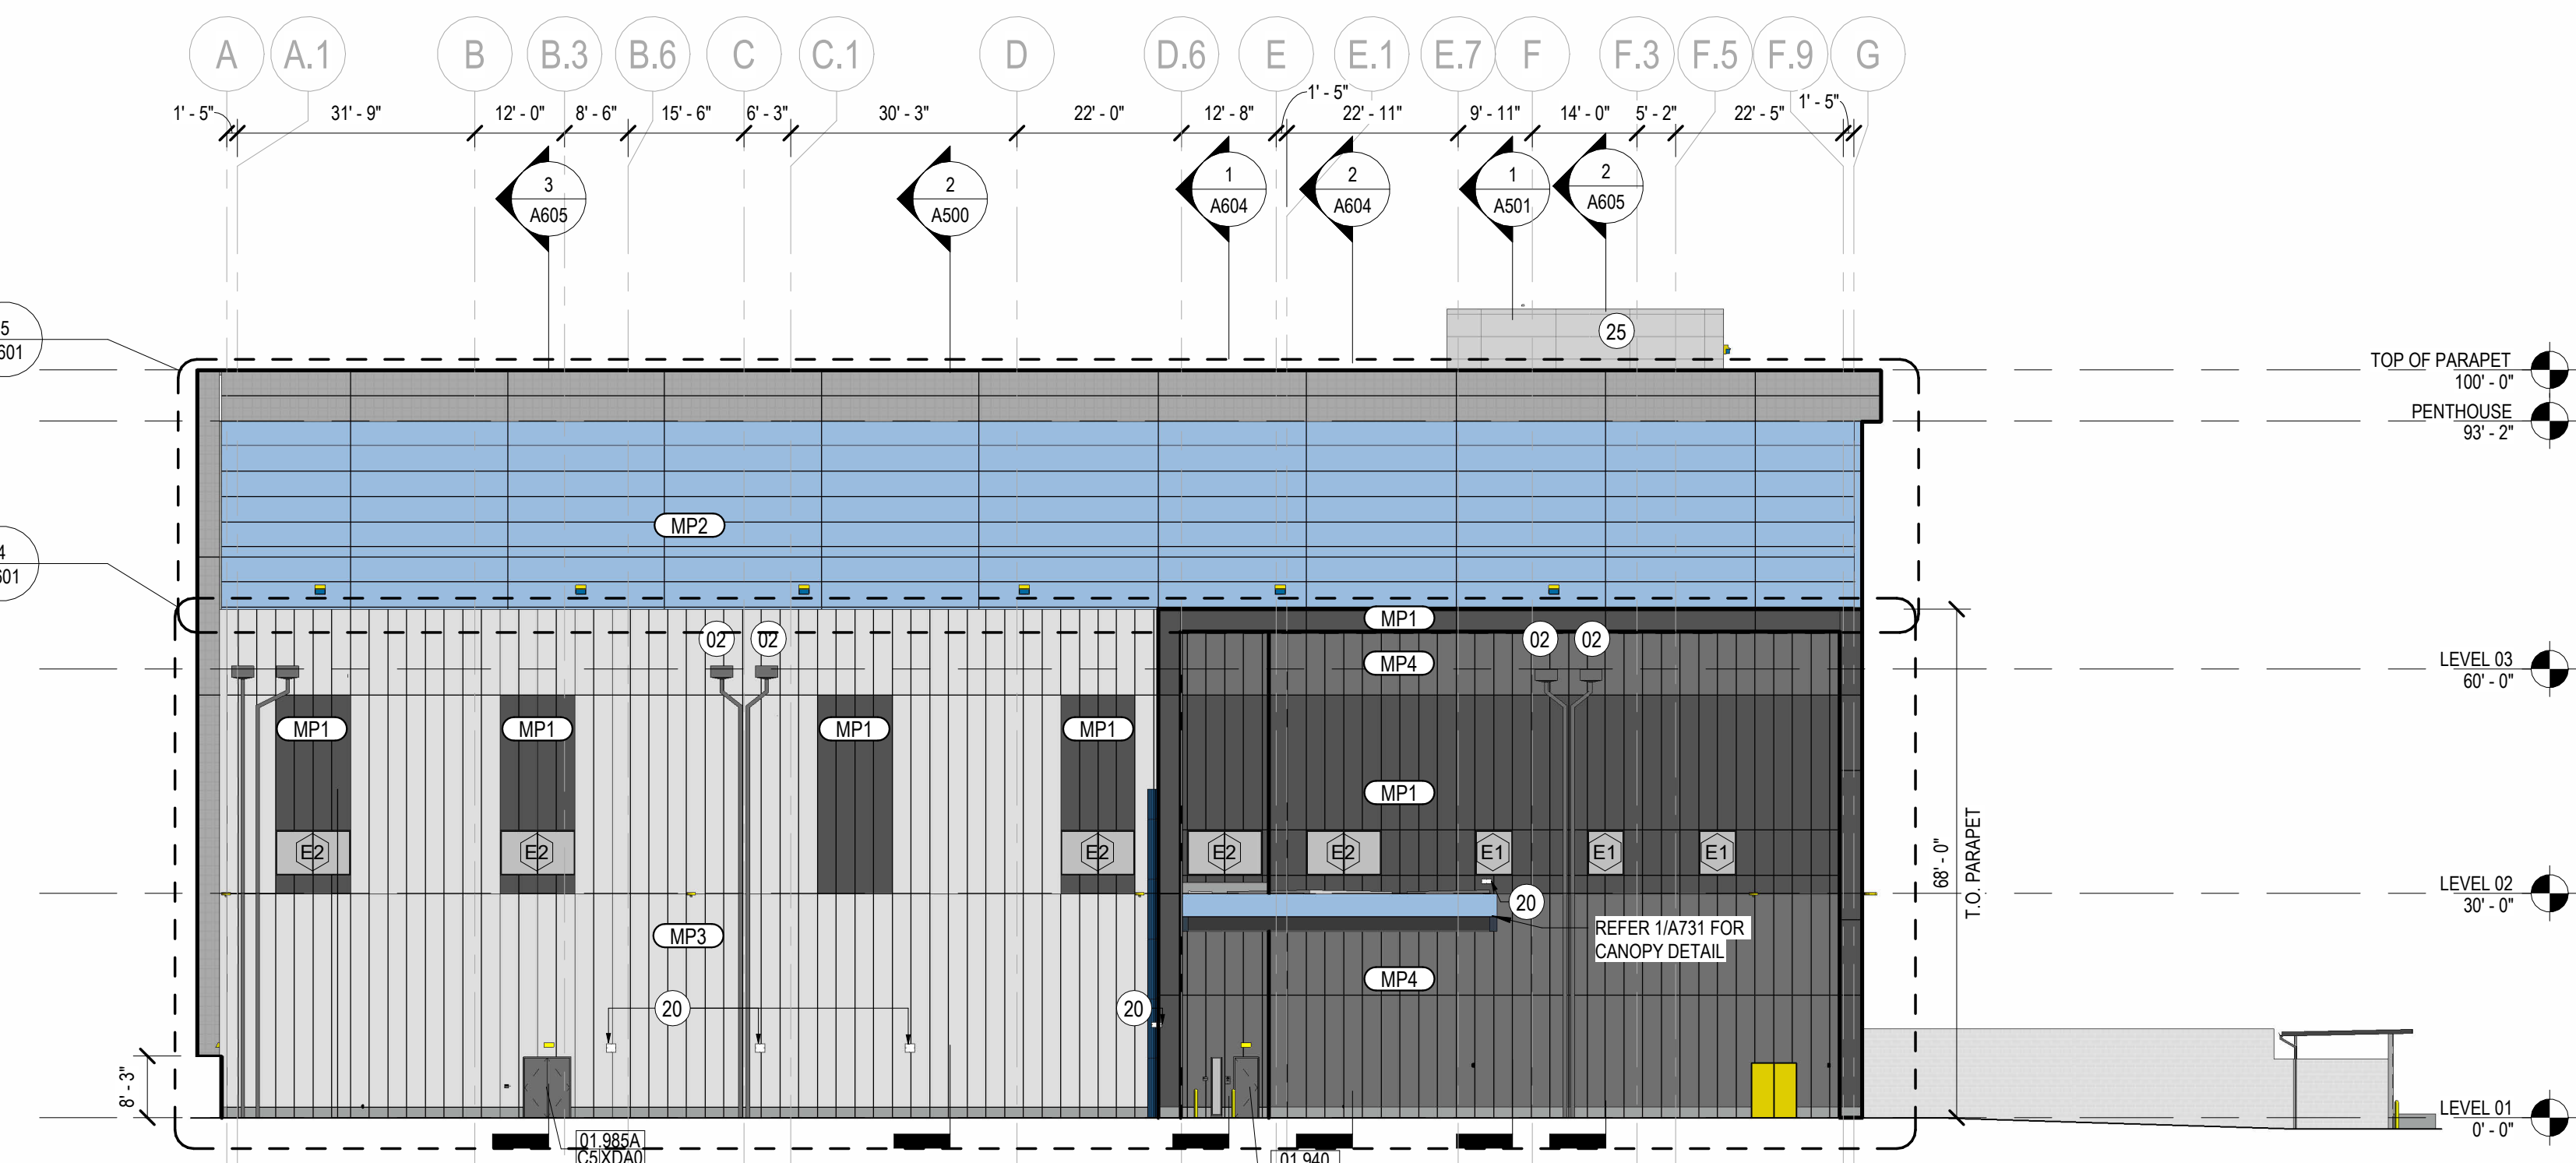 A A.1 B B.3 B.6 C C.1 D D.6 E E.1 E.7 F F.3 F.5 F.9 G
1' - 5" 31' - 9" 12' - 0" 8' - 6" 15' - 6" 6' - 3" 30' - 3" 22' - 0" 12' - 8" 1' - 5" 22' - 11" 9' - 11" 14' - 0" 5' - 2" 22' - 5" 1' - 5"
3 2 1 2 1 2
A605 A500 A604 A604 A501 A605
5
601
25
TOP OF PARAPET
100' - 0"
PENTHOUSE
93' - 2"
MP2
4
601
MP1
02 02 02 02
MP4
LEVEL 03
60' - 0"
MP1 MP1 MP1 MP1
MP1
E2 E2 E2 E2 E2 E1 E1 E1
68' - 0"
T.O. PARAPET
LEVEL 02
30' - 0"
20
MP3
REFER 1/A731 FOR
CANOPY DETAIL
MP4
20 20
8' - 3"
LEVEL 01
0' - 0"
01.985A
C5 XDA0
01.940